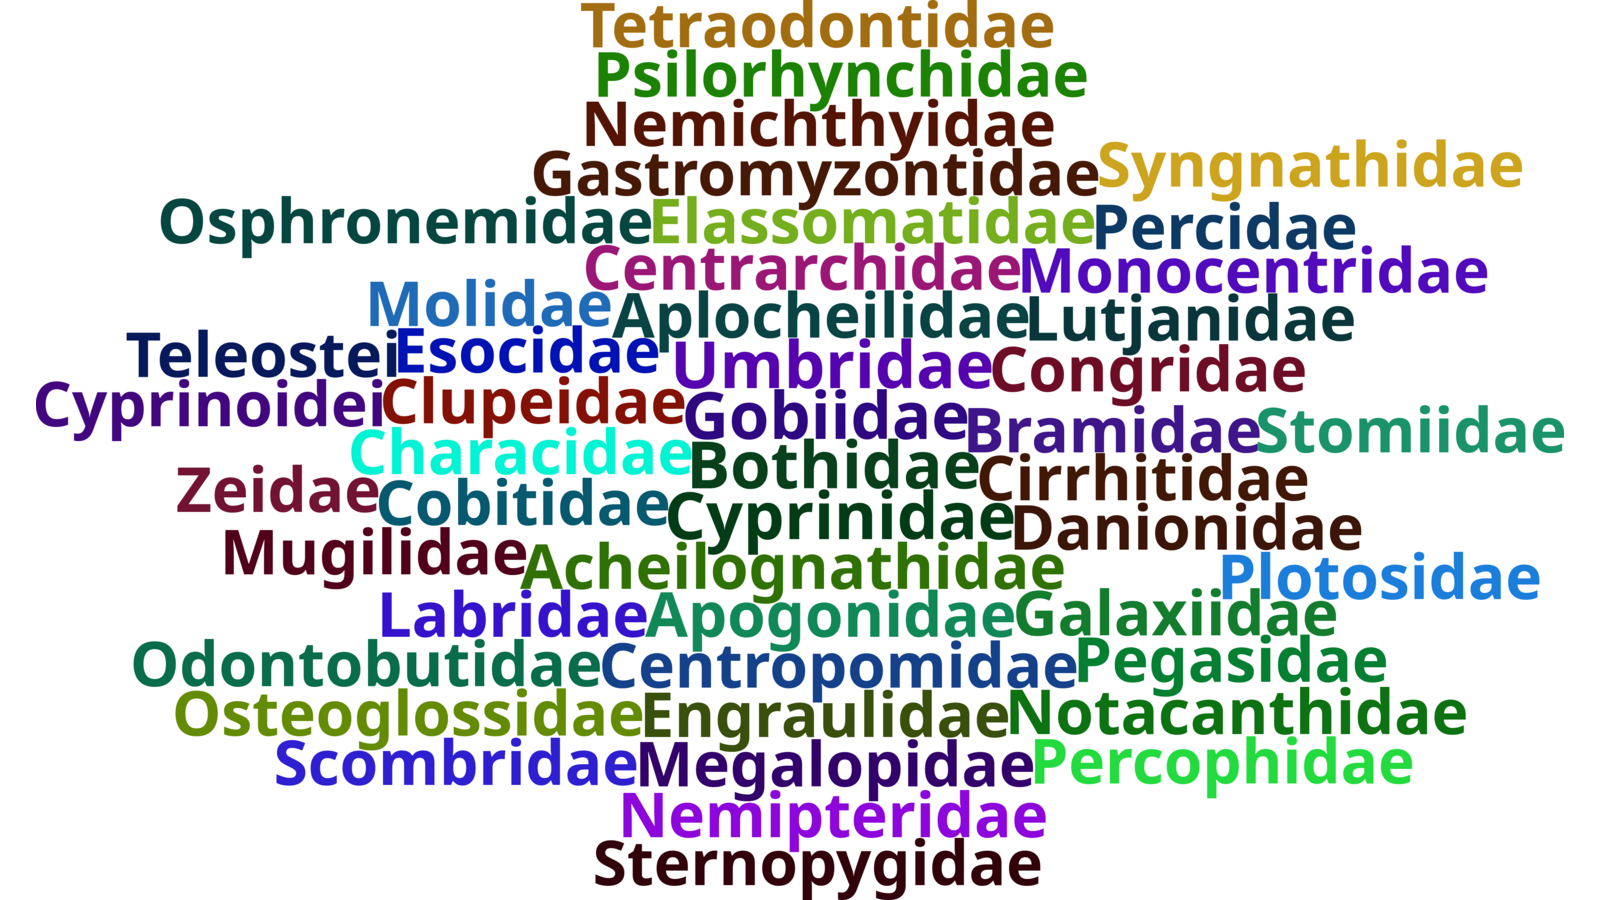 Tetraodontidae
Psilorhynchidae
Nemichthyidae
Gastromyzontidae Syngnathidae
Osphronemidae Elassomatidae Percidae
Centrarchidae Monocentridae
Molidae Aplocheilidae Lutjanidae
Teleostei Esocidae Umbridae Congridae
Cyprinoidei Clupeidae Gobiidae Bramidae Stomiidae
Characidae Bothidae Cirrhitidae
Zeidae Cobitidae Cyprinidae Danionidae
Mugilidae Acheilognathidae Plotosidae
Labridae Apogonidae Galaxiidae
Odontobutidae Centropomidae Pegasidae
Osteoglossidae Engraulidae Notacanthidae
Scombridae Megalopidae Percophidae
Nemipteridae
Sternopygidae